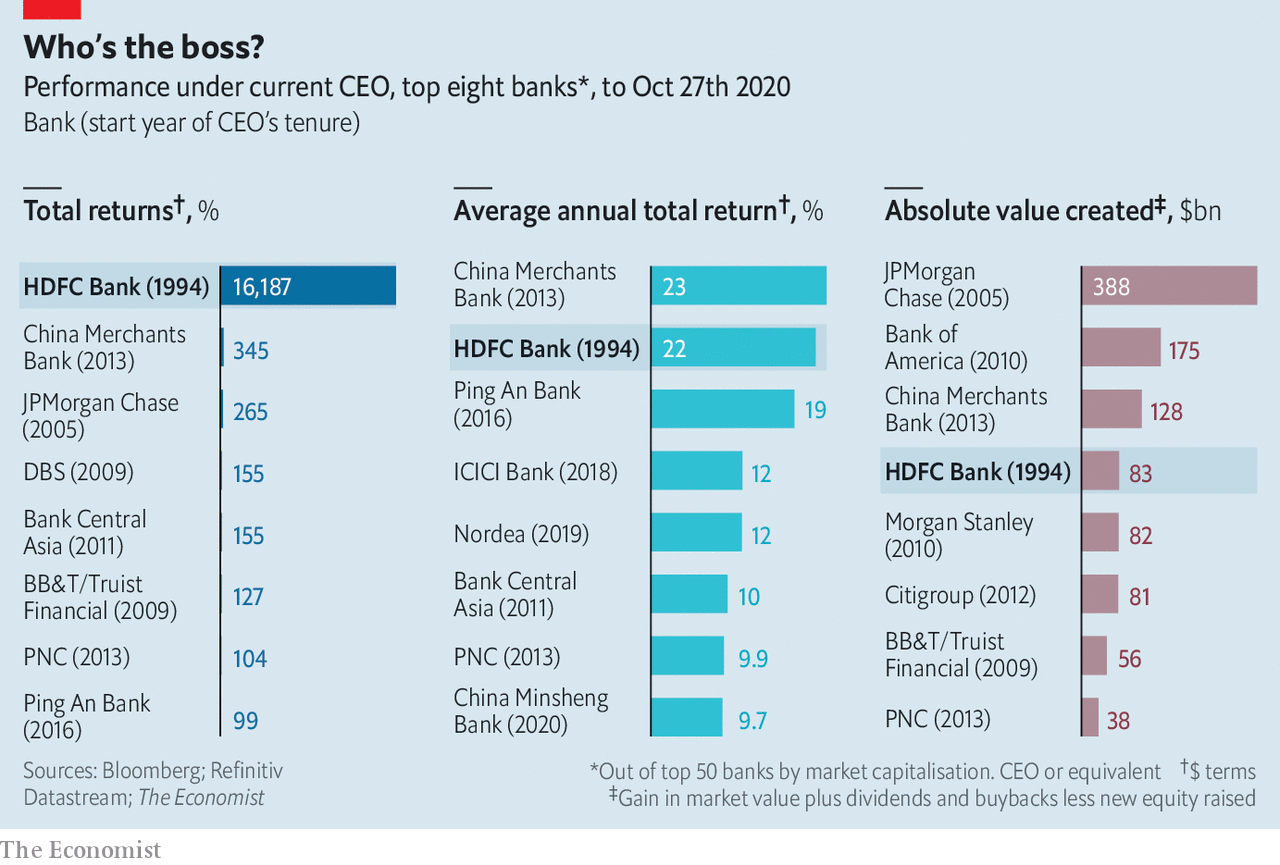 Who's the boss?
Performance under current CEO, top eight banks*, to Oct 27th 2020
Bank (start year of CEO's tenure)
Total returns†, %
HDFC Bank (1994) 16,187
China Merchants
Bank (2013) 345
JPMorgan Chase
(2005) 265
DBS (2009) 155
Bank Central
Asia (2011) 155
BB&T/Truist
Financial (2009) 127
PNC (2013) 104
Ping An Bank
(2016) 99
Average annual total return†, %
China Merchants
Bank (2013) 23
HDFC Bank (1994) 22
Ping An Bank
(2016) 19
ICICI Bank (2018) 12
Nordea (2019) 12
Bank Central
Asia (2011) 10
PNC (2013) 9.9
China Minsheng
Bank (2020) 9.7
Absolute value created‡, $bn
JPMorgan
Chase (2005) 388
Bank of
America (2010) 175
China Merchants
Bank (2013) 128
HDFC Bank (1994) 83
Morgan Stanley
(2010) 82
Citigroup (2012) 81
BB&T/Truist
Financial (2009) 56
PNC (2013) 38
Sources: Bloomberg; Refinitiv
Datastream; The Economist
*Out of top 50 banks by market capitalisation. CEO or equivalent †$ terms
‡Gain in market value plus dividends and buybacks less new equity raised
The Economist